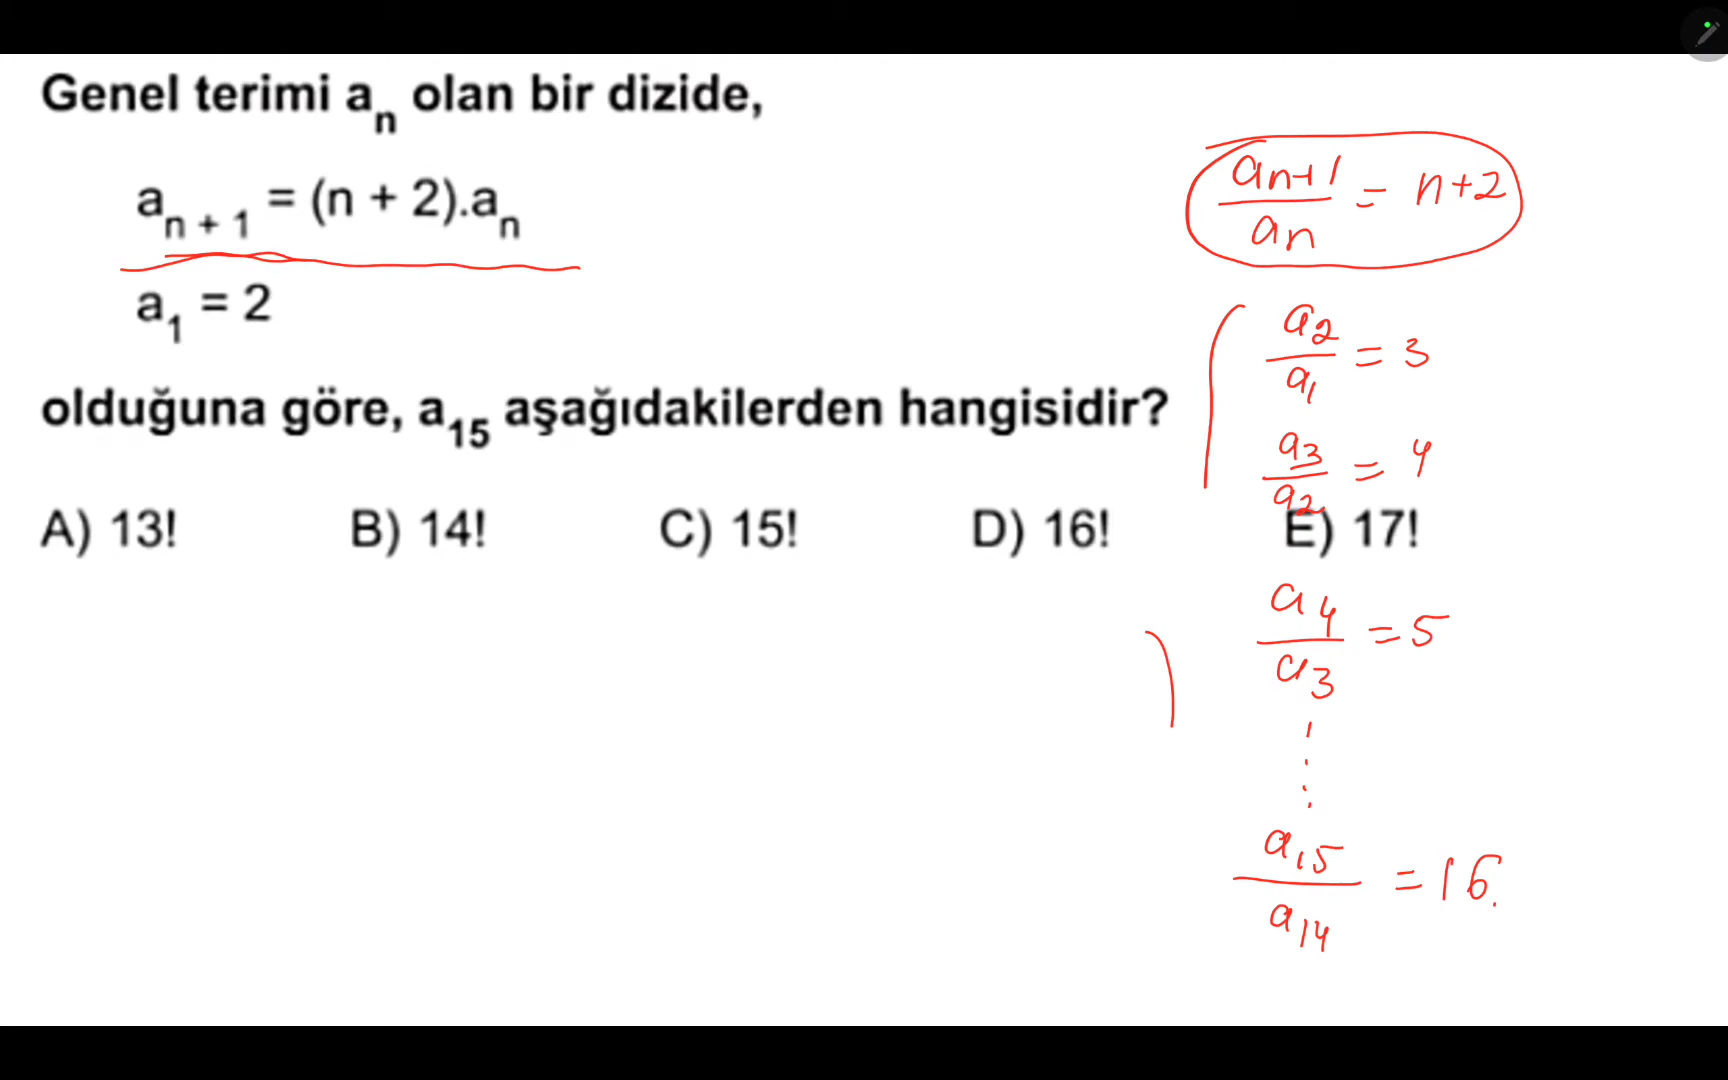 Genel terimi aₙ olan bir dizide,
aₙ₊₁ = (n + 2).aₙ
a₁ = 2
olduğuna göre, a₁₅ aşağıdakilerden hangisidir?
A) 13! B) 14! C) 15! D) 16! E) 17!
aₙ₊₁/aₙ = n+2
a₂/a₁ = 3
a₃/a₂ = 4
a₄/a₃ = 5
⋮
a₁₅/a₁₄ = 16.